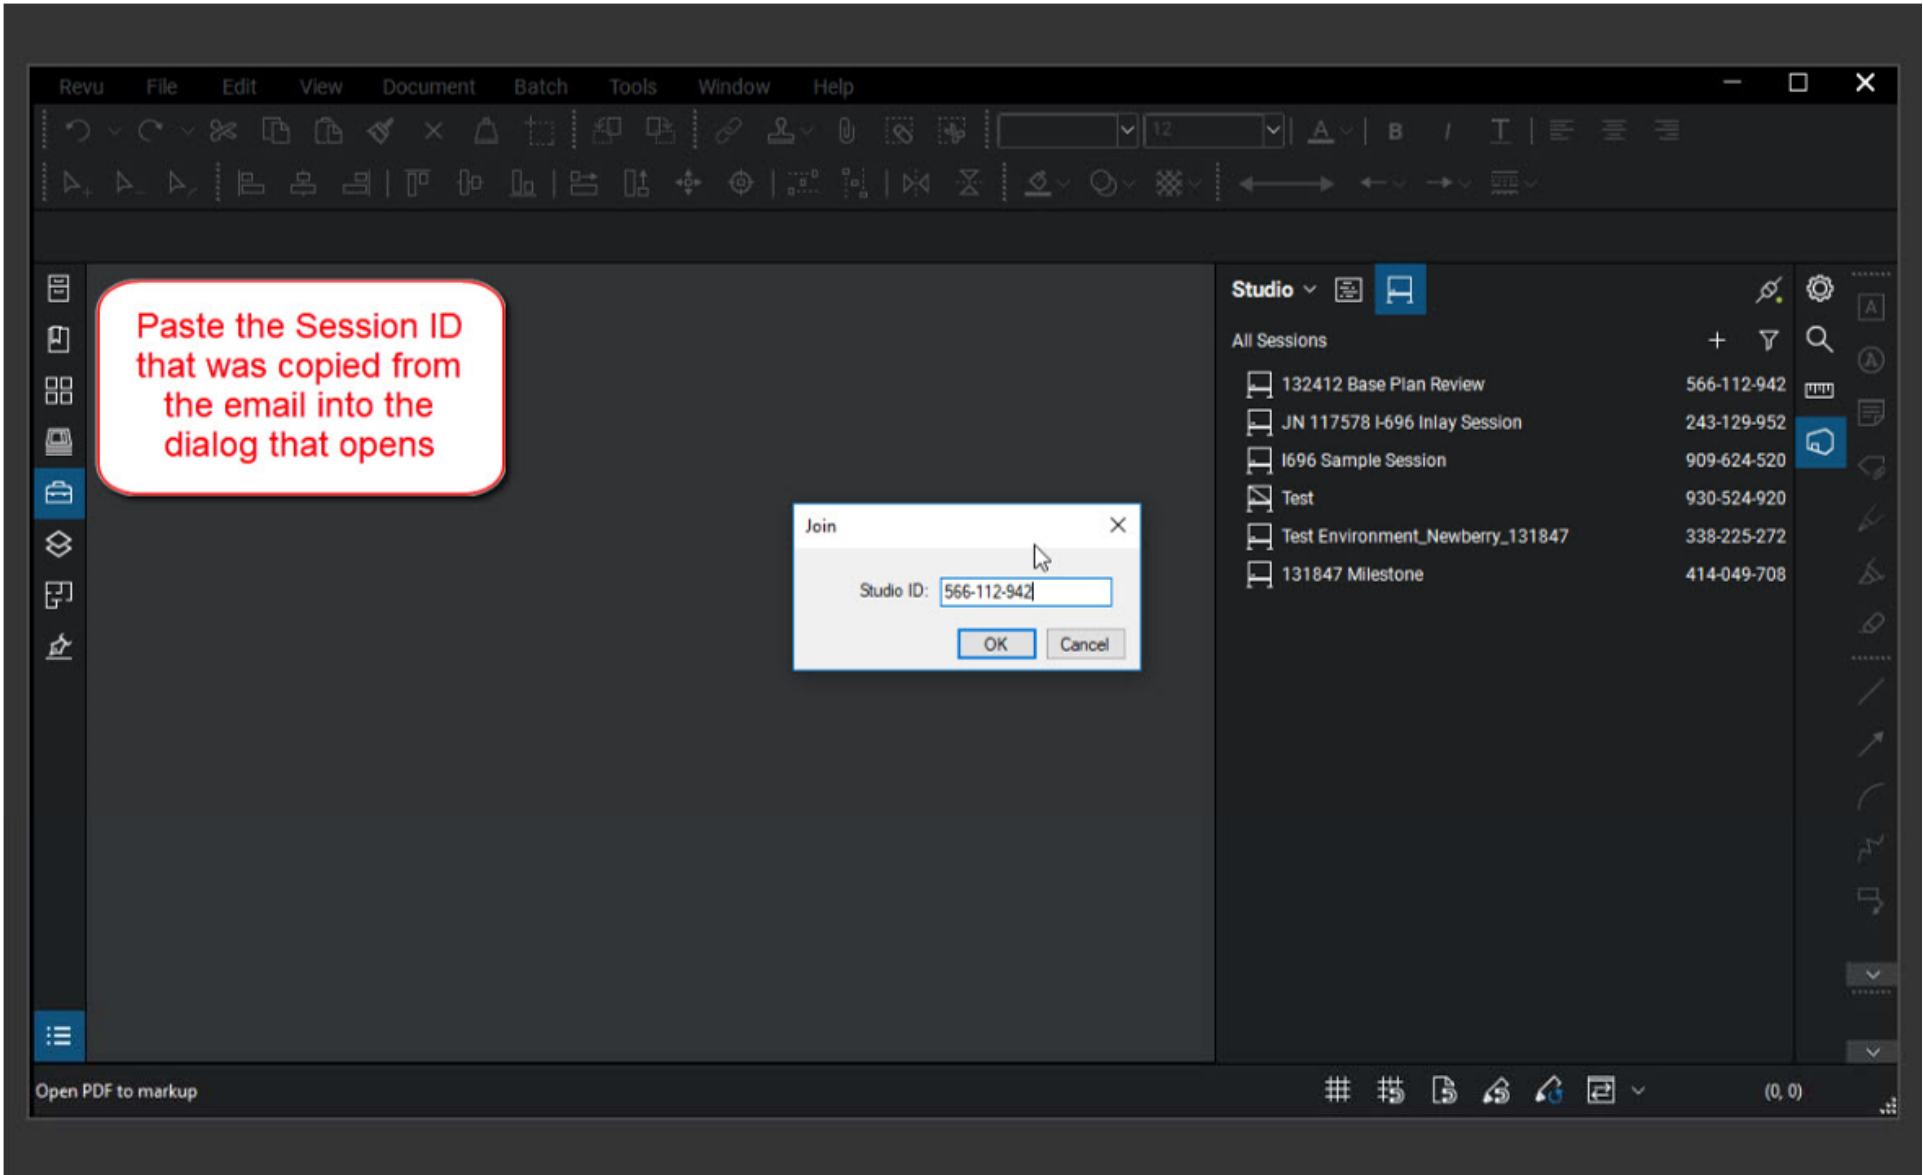 Revu File Edit View Document Batch Tools Window Help
12 A B I T
Studio
All Sessions
Paste the Session ID
that was copied from
the email into the
dialog that opens
132412 Base Plan Review 566-112-942
JN 117578 I-696 Inlay Session 243-129-952
I696 Sample Session 909-624-520
Test 930-524-920
Test Environment_Newberry_131847 338-225-272
131847 Milestone 414-049-708
Join
Studio ID: 566-112-942
OK Cancel
Open PDF to markup (0, 0)